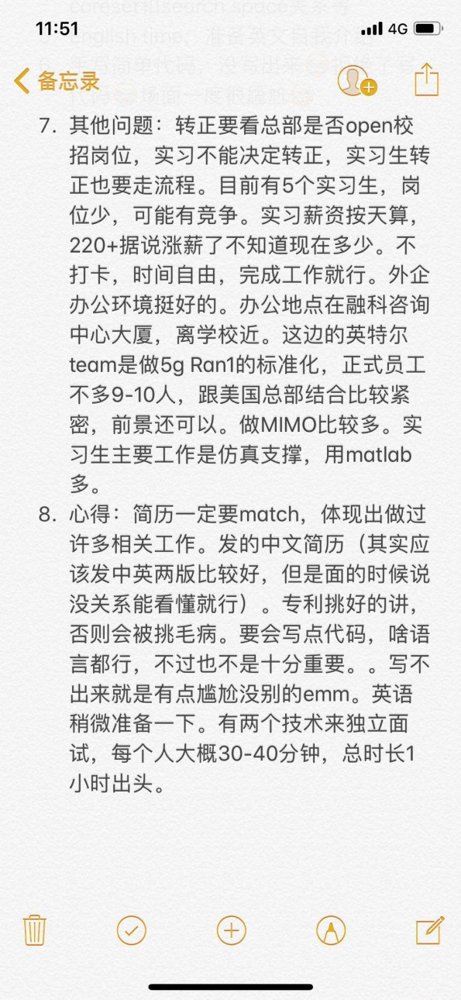 11:51
4G
备忘录
7. 其他问题：转正要看总部是否open校
招岗位，实习不能决定转正，实习生转
正也要走流程。目前有5个实习生，岗
位少，可能有竞争。实习薪资按天算，
220+据说涨薪了不知道现在多少。不
打卡，时间自由，完成工作就行。外企
办公环境挺好的。办公地点在融科咨询
中心大厦，离学校近。这边的英特尔
team是做5g Ran1的标准化，正式员工
不多9-10人，跟美国总部结合比较紧
密，前景还可以。做MIMO比较多。实
习生主要工作是仿真支撑，用matlab
多。
8. 心得：简历一定要match，体现出做过
许多相关工作。发的中文简历（其实应
该发中英两版比较好，但是面的时候说
没关系能看懂就行）。专利挑好的讲，
否则会被挑毛病。要会写点代码，啥语
言都行，不过也不是十分重要。。写不
出来就是有点尴尬没别的emm。英语
稍微准备一下。有两个技术来独立面
试，每个人大概30-40分钟，总时长1
小时出头。